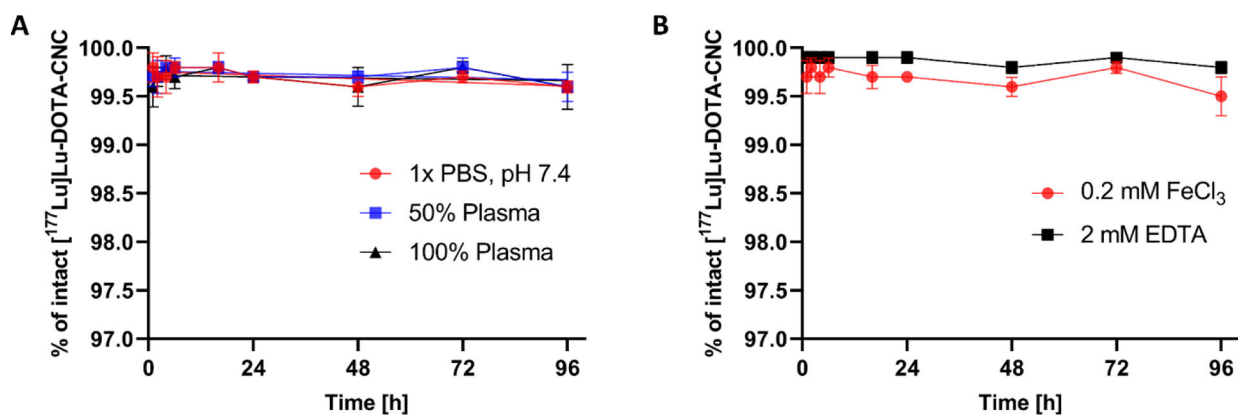 A
% of intact [¹⁷⁷Lu]Lu-DOTA-CNC
100.0
99.5
99.0
98.5
98.0
97.5
97.0
0 24 48 72 96
Time [h]
1x PBS, pH 7.4
50% Plasma
100% Plasma
B
% of intact [¹⁷⁷Lu]Lu-DOTA-CNC
100.0
99.5
99.0
98.5
98.0
97.5
97.0
0 24 48 72 96
Time [h]
0.2 mM FeCl₃
2 mM EDTA